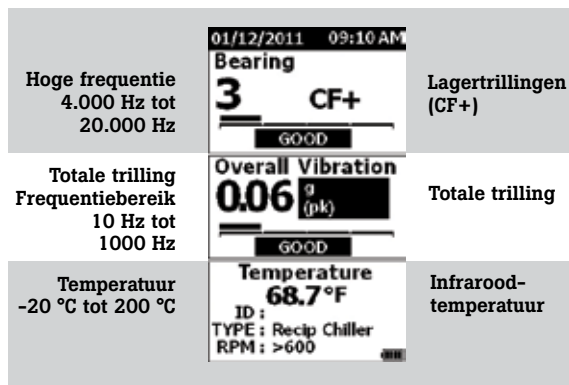 01/12/2011 09:10 AM
Hoge frequentie
4.000 Hz tot
20.000 Hz
Bearing
3 CF+
GOOD
Lagertrillingen
(CF+)
Totale trilling
Frequentiebereik
10 Hz tot
1000 Hz
Overall Vibration
0.06 g
(pk)
GOOD
Totale trilling
Temperatuur
-20 °C tot 200 °C
Temperature
68.7°F
ID :
TYPE : Recip Chiller
RPM : >600
Infrarood-
temperatuur